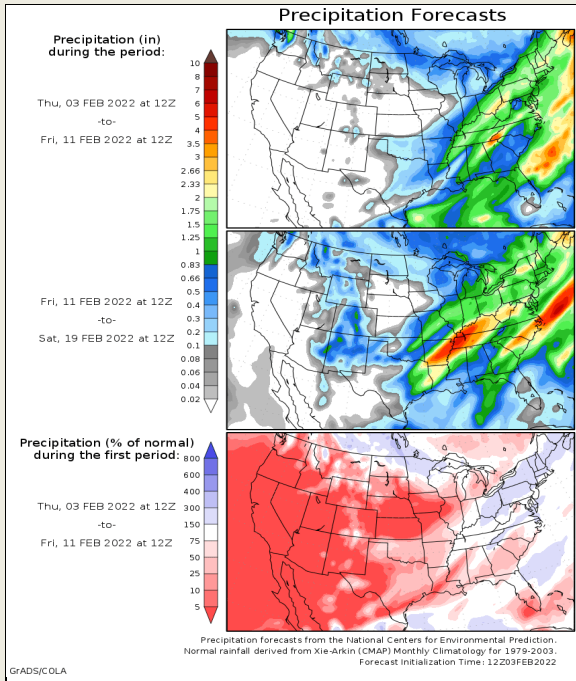 Precipitation Forecasts
Precipitation (in)
during the period:
Thu, 03 FEB 2022 at 12Z
-to-
Fri, 11 FEB 2022 at 12Z
10
9
8
7
6
5
4
3.5
3
2.66
2.33
2
1.75
1.5
1.25
1
0.83
0.66
0.5
0.4
0.3
0.2
0.1
0.08
0.06
0.04
0.02
Fri, 11 FEB 2022 at 12Z
-to-
Sat, 19 FEB 2022 at 12Z
Precipitation (% of normal)
during the first period:
Thu, 03 FEB 2022 at 12Z
-to-
Fri, 11 FEB 2022 at 12Z
800
600
400
300
150
75
50
25
10
5
Precipitation forecasts from the National Centers for Environmental Prediction.
Normal rainfall derived from Xie-Arkin (CMAP) Monthly Climatology for 1979-2003.
Forecast Initialization Time: 12Z03FEB2022
GrADS/COLA